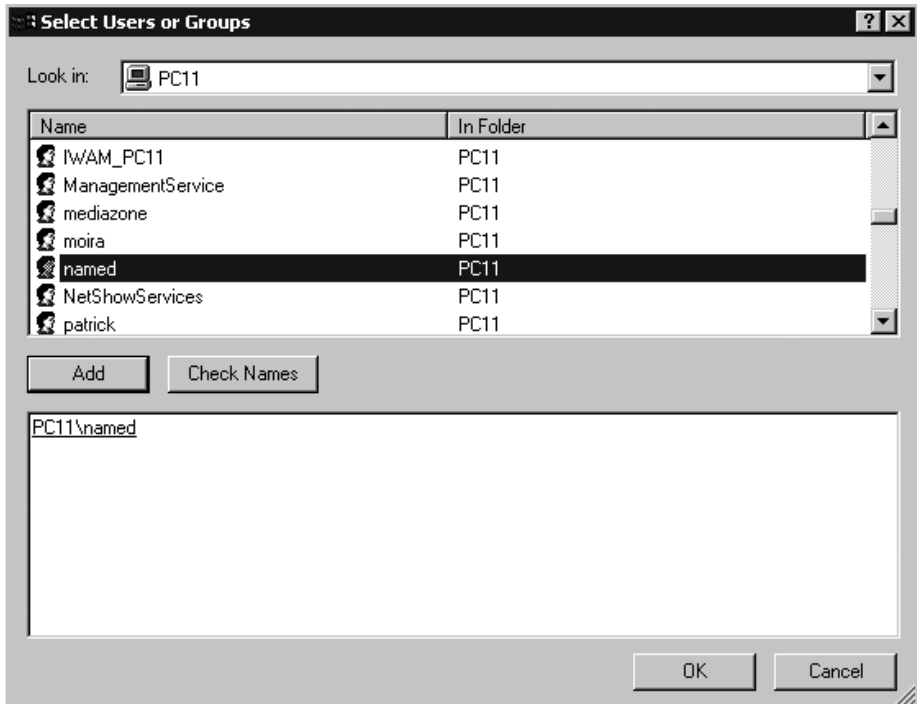 Select Users or Groups
Look in: PC11
Name In Folder
IWAM_PC11 PC11
ManagementService PC11
mediazone PC11
moira PC11
named PC11
NetShowServices PC11
patrick PC11
Add Check Names
PC11\named
OK Cancel